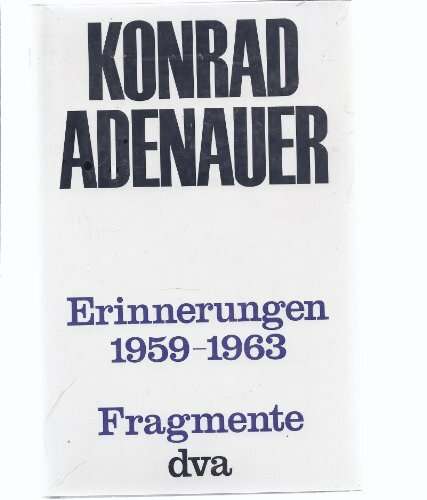 KONRAD
ADENAUER
Erinnerungen
1959-1963
Fragmente
dva